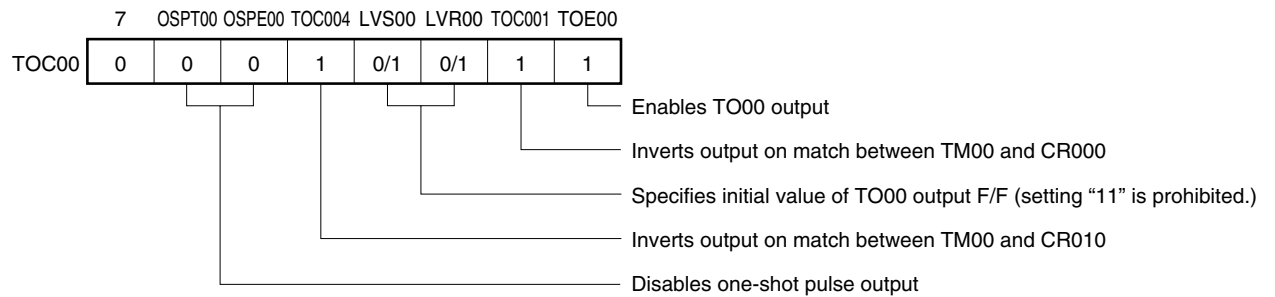 7 OSPT00 OSPE00 TOC004 LVS00 LVR00 TOC001 TOE00
TOC00 0 0 0 1 0/1 0/1 1 1
Enables TO00 output
Inverts output on match between TM00 and CR000
Specifies initial value of TO00 output F/F (setting “11” is prohibited.)
Inverts output on match between TM00 and CR010
Disables one-shot pulse output